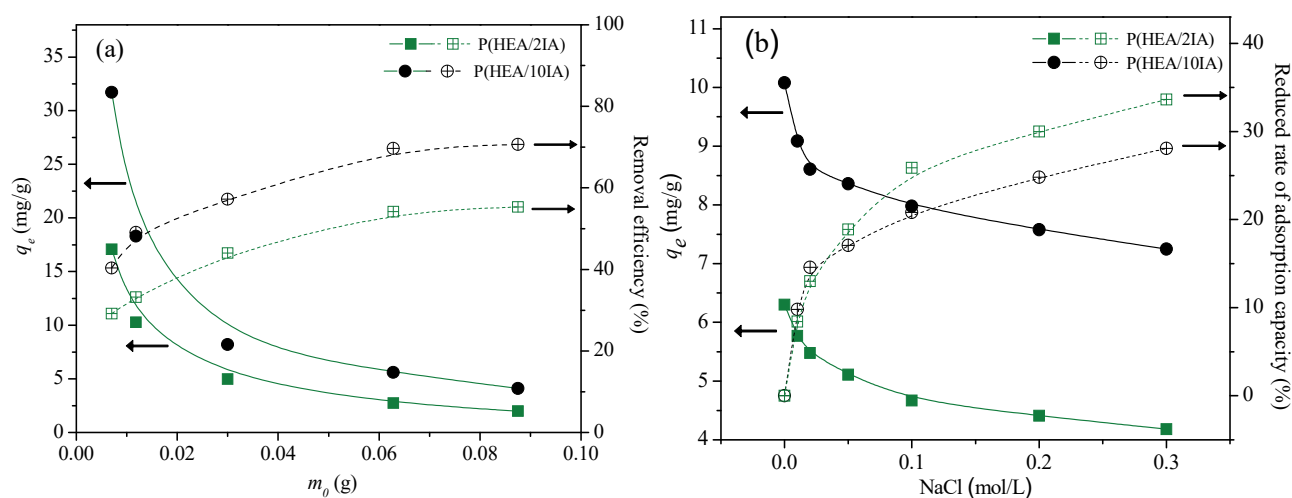 (a)
P(HEA/2IA)
P(HEA/10IA)
35
30
25
20
15
10
5
0
q_e (mg/g)
100
80
60
40
20
0
Removal efficiency (%)
0.00 0.02 0.04 0.06 0.08 0.10
m_0 (g)
(b)
P(HEA/2IA)
P(HEA/10IA)
11
10
9
8
7
6
5
4
q_e (mg/g)
40
30
20
10
0
Reduced rate of adsorption capacity (%)
0.0 0.1 0.2 0.3
NaCl (mol/L)